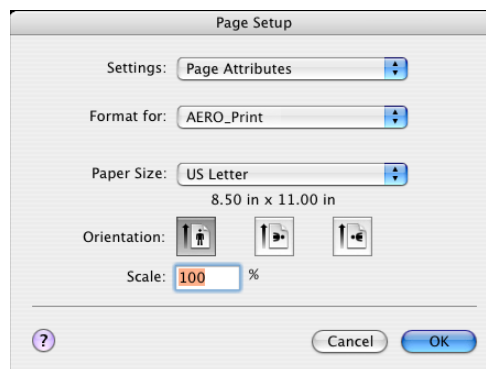 Page Setup
Settings: Page Attributes
Format for: AERO_Print
Paper Size: US Letter
8.50 in x 11.00 in
Orientation:
Scale: 100 %
? Cancel OK